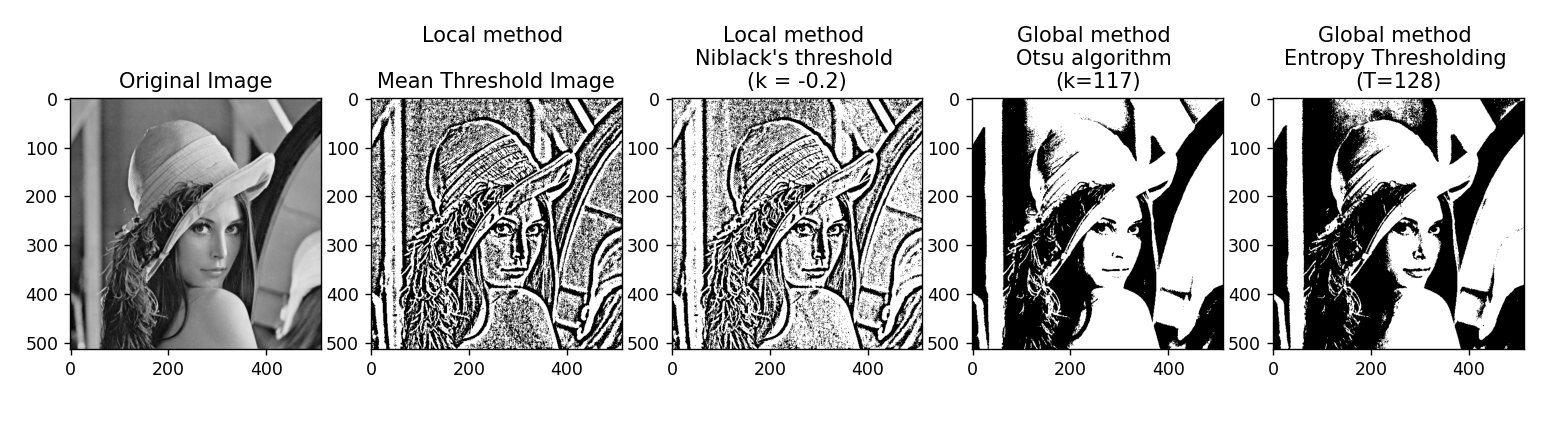 Original Image
Local method
Mean Threshold Image
Local method
Niblack's threshold
(k = -0.2)
Global method
Otsu algorithm
(k=117)
Global method
Entropy Thresholding
(T=128)
0
100
200
300
400
500
0 200 400
0
100
200
300
400
500
0 200 400
0
100
200
300
400
500
0 200 400
0
100
200
300
400
500
0 200 400
0
100
200
300
400
500
0 200 400